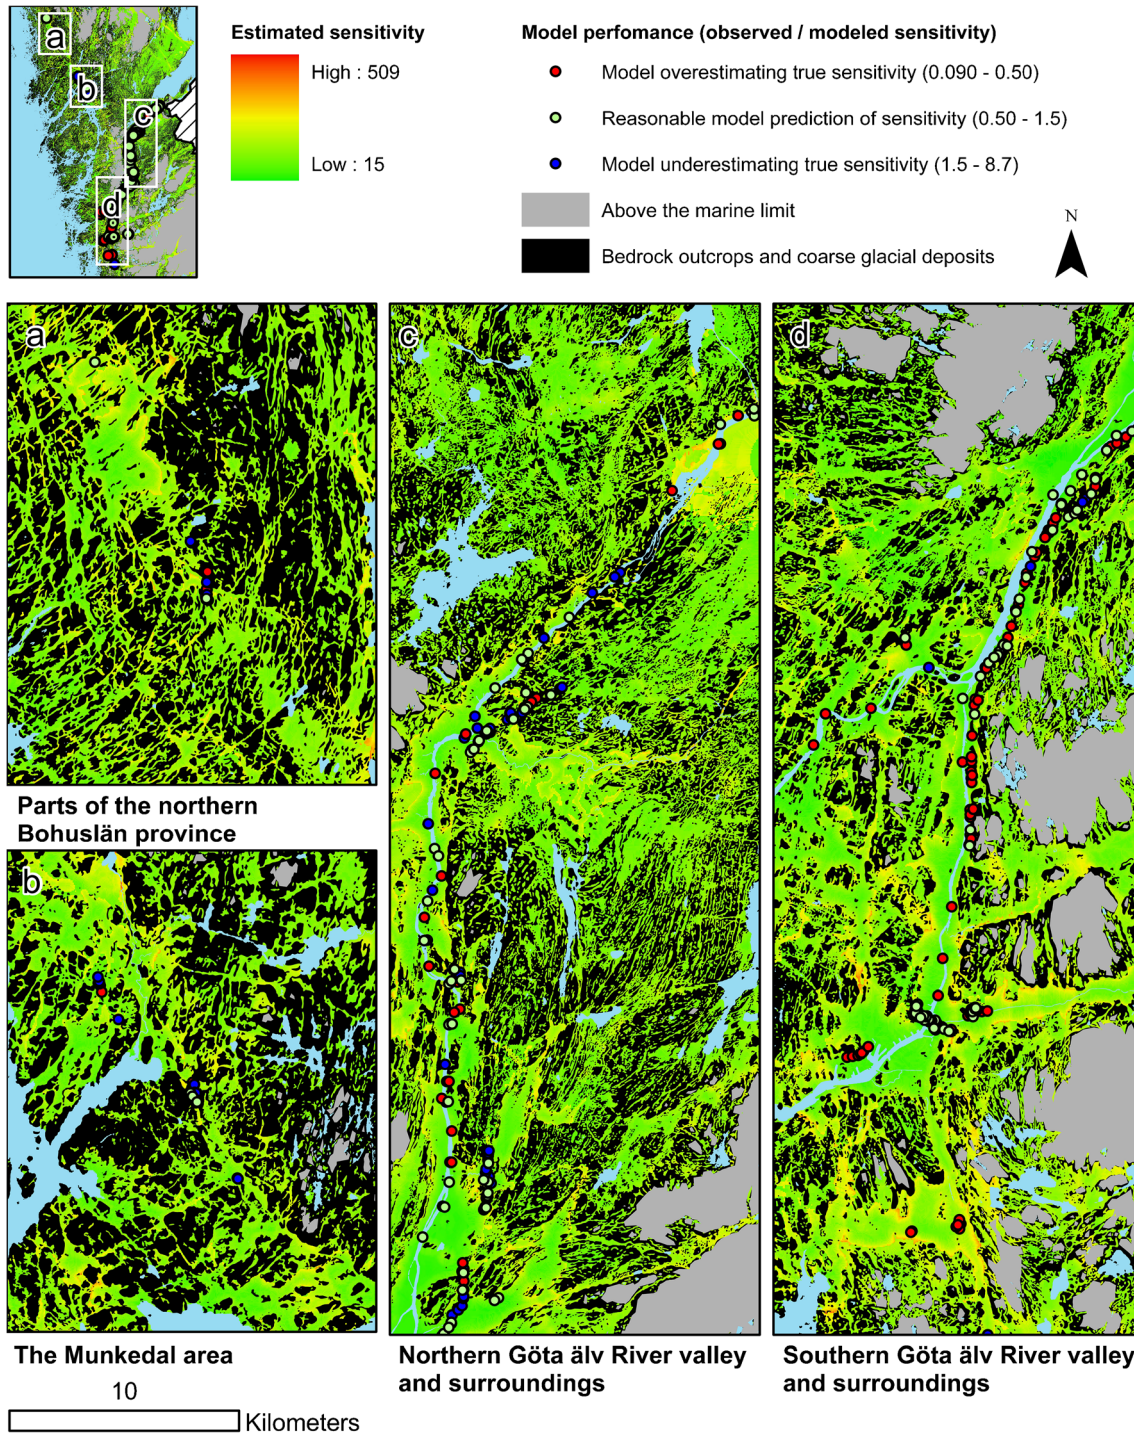 a
b
c
d
Estimated sensitivity
High : 509
Low : 15
Model perfomance (observed / modeled sensitivity)
Model overestimating true sensitivity (0.090 - 0.50)
Reasonable model prediction of sensitivity (0.50 - 1.5)
Model underestimating true sensitivity (1.5 - 8.7)
Above the marine limit
Bedrock outcrops and coarse glacial deposits
N
a
Parts of the northern
Bohuslän province
b
The Munkedal area
c
Northern Göta älv River valley
and surroundings
d
Southern Göta älv River valley
and surroundings
10
Kilometers